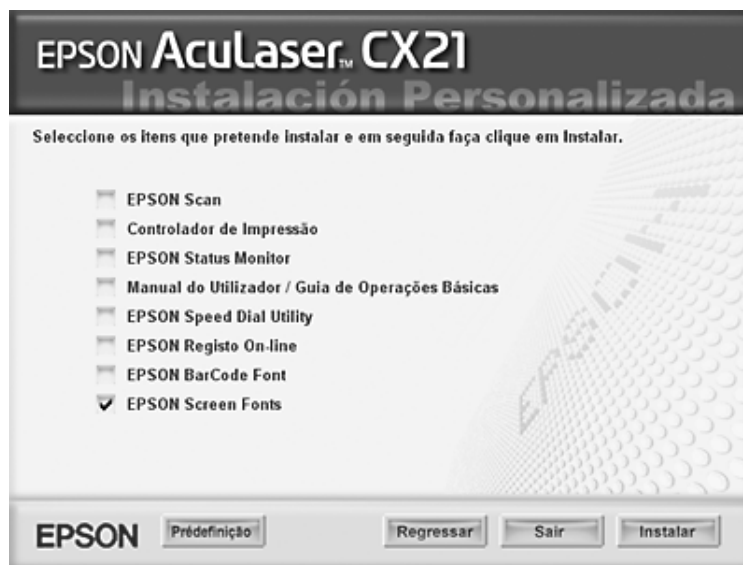 EPSON AcuLaser™ CX21
Instalación Personalizada
Seleccione os itens que pretende instalar e em seguida faça clique em Instalar.
EPSON Scan
Controlador de Impressão
EPSON Status Monitor
Manual do Utilizador / Guia de Operações Básicas
EPSON Speed Dial Utility
EPSON Registo On-line
EPSON BarCode Font
EPSON Screen Fonts
EPSON
EPSON
Prédefinição
Regressar
Sair
Instalar